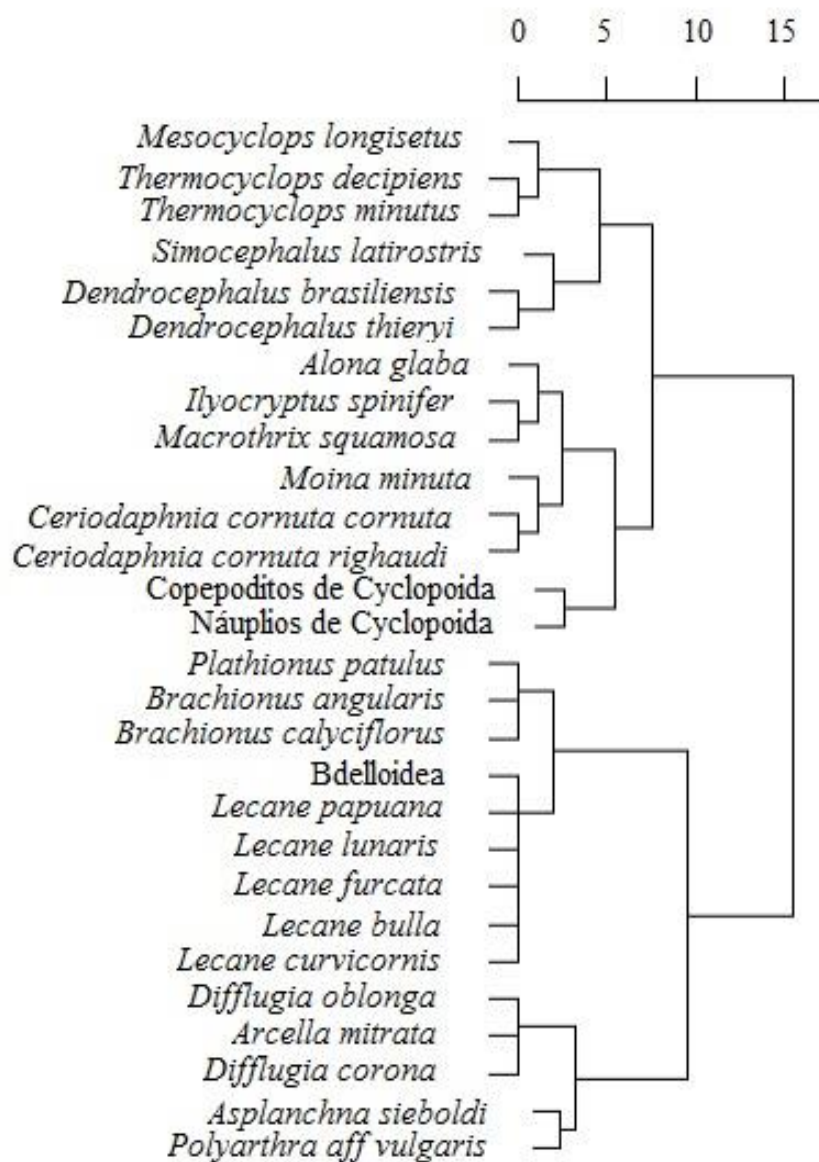 0 5 10 15
Mesocyclops longisetus
Thermocyclops decipiens
Thermocyclops minutus
Simocephalus latirostris
Dendrocephalus brasiliensis
Dendrocephalus thieryi
Alona glaba
Ilyocryptus spinifer
Macrothrix squamosa
Moina minuta
Ceriodaphnia cornuta cornuta
Ceriodaphnia cornuta righaudi
Copepoditos de Cyclopoida
Náuplios de Cyclopoida
Plathionus patulus
Brachionus angularis
Brachionus calyciflorus
Bdelloidea
Lecane papuana
Lecane lunaris
Lecane furcata
Lecane bulla
Lecane curvicornis
Difflugia oblonga
Arcella mitrata
Difflugia corona
Asplanchna sieboldi
Polyarthra aff vulgaris